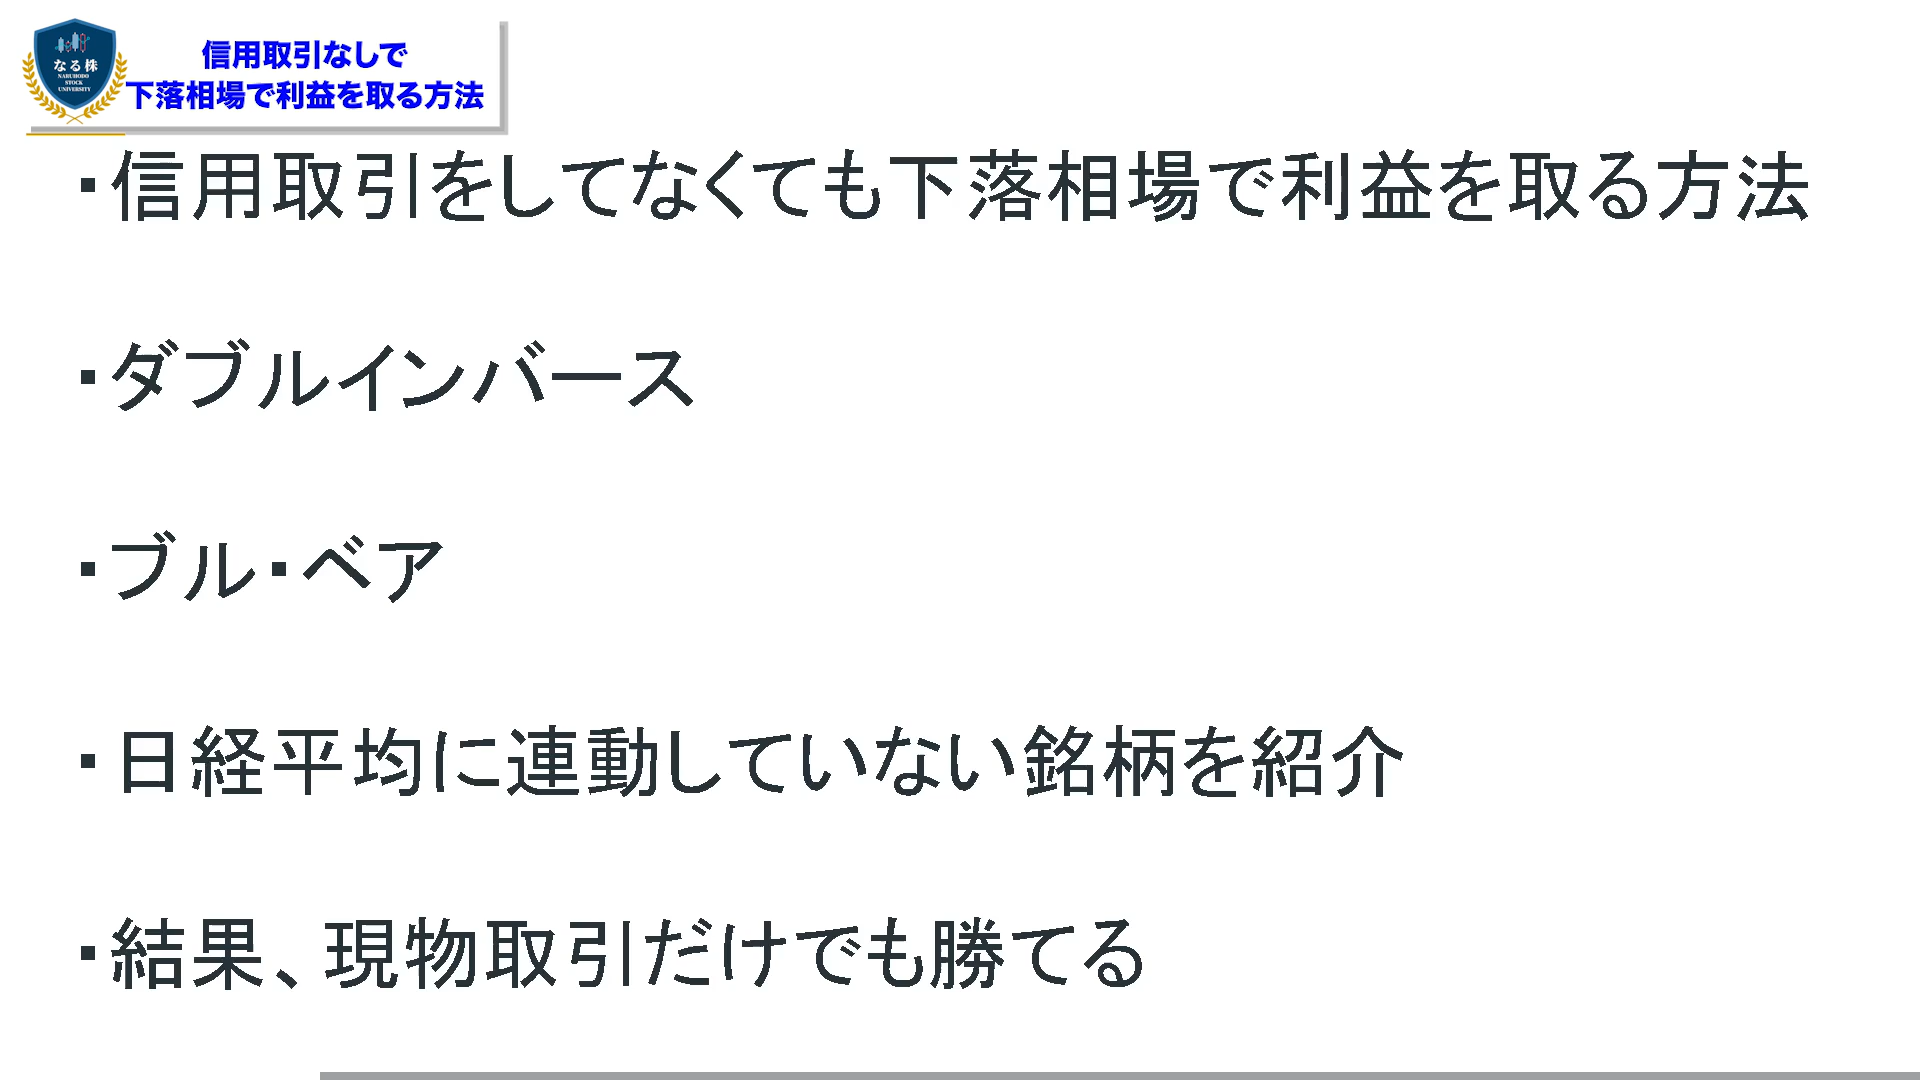 なる株
NARUHODO
STOCK
UNIVERSITY
信用取引なしで
下落相場で利益を取る方法
・信用取引をしてなくても下落相場で利益を取る方法
・ダブルインバース
・ブル・ベア
・日経平均に連動していない銘柄を紹介
・結果、現物取引だけでも勝てる